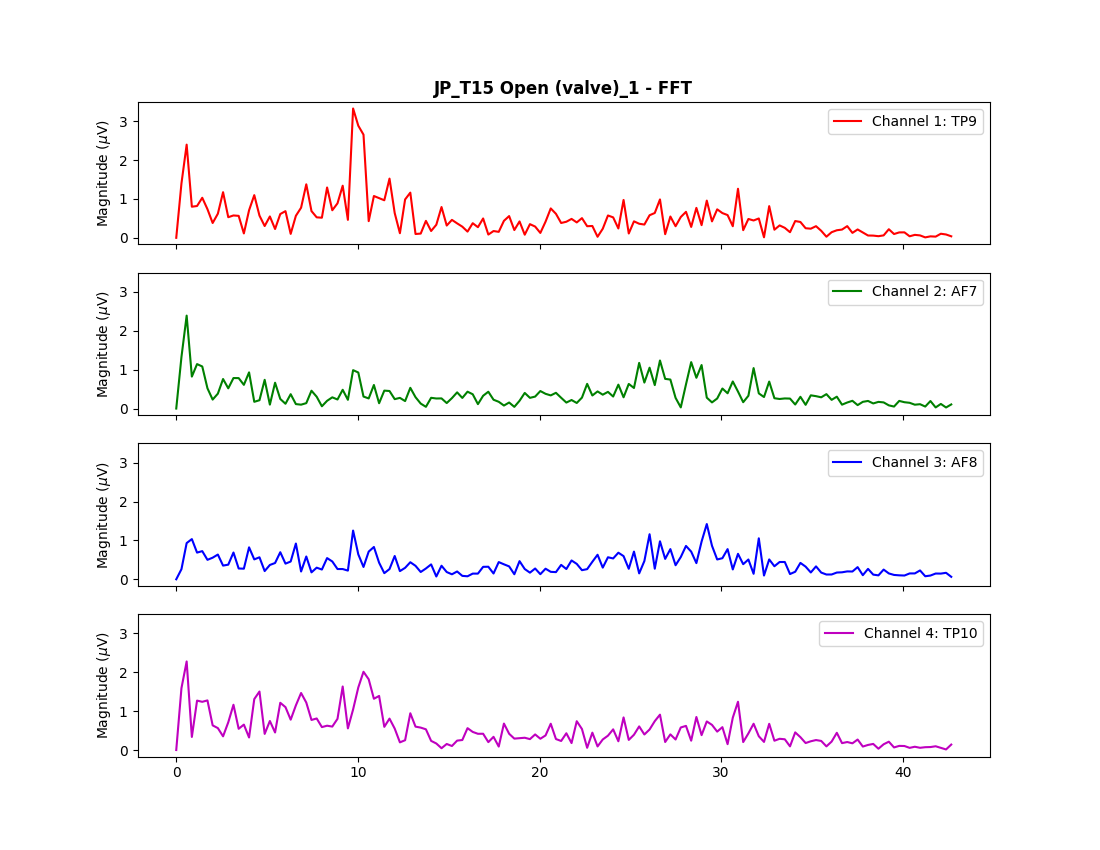 JP_T15 Open (valve)_1 - FFT
Magnitude (μV)
3
2
1
0
Channel 1: TP9
Magnitude (μV)
3
2
1
0
Channel 2: AF7
Magnitude (μV)
3
2
1
0
Channel 3: AF8
Magnitude (μV)
3
2
1
0
Channel 4: TP10
0 10 20 30 40